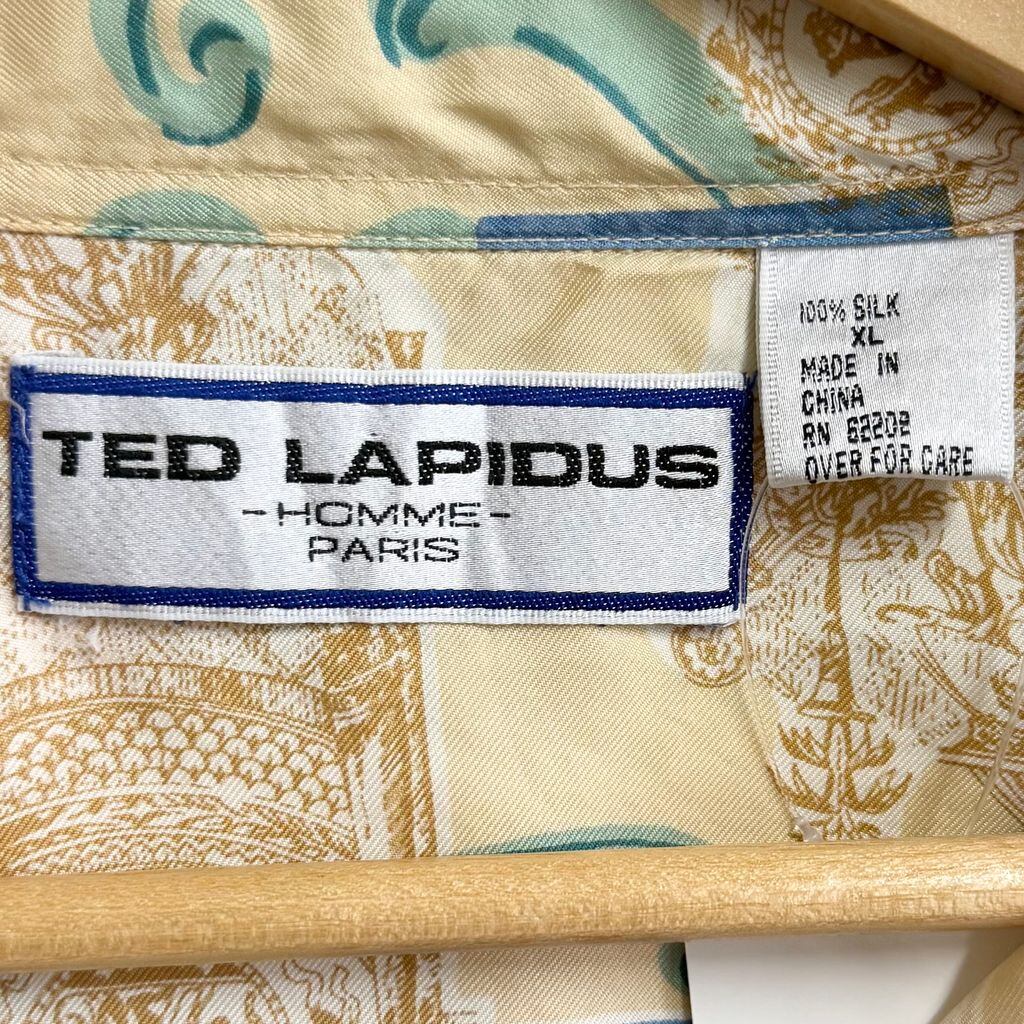 TED LAPIDUS
-HOMME-
PARIS
100% SILK
XL
MADE IN
CHINA
RN 62202
OVER FOR CARE